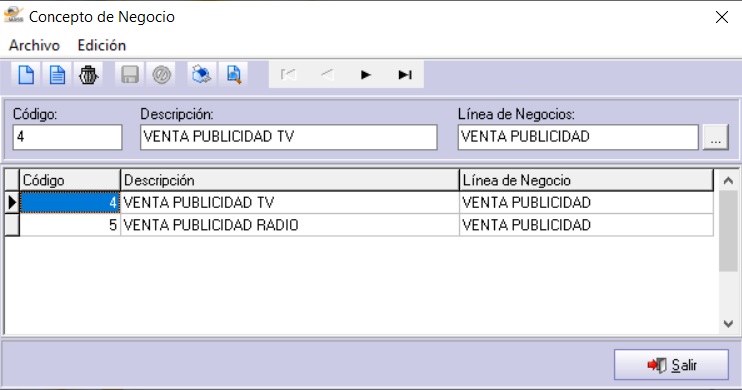 Concepto de Negocio
Archivo Edición
Código: Descripción: Línea de Negocios:
4 VENTA PUBLICIDAD TV VENTA PUBLICIDAD ...
Código Descripción Línea de Negocio
4 VENTA PUBLICIDAD TV VENTA PUBLICIDAD
5 VENTA PUBLICIDAD RADIO VENTA PUBLICIDAD
Salir